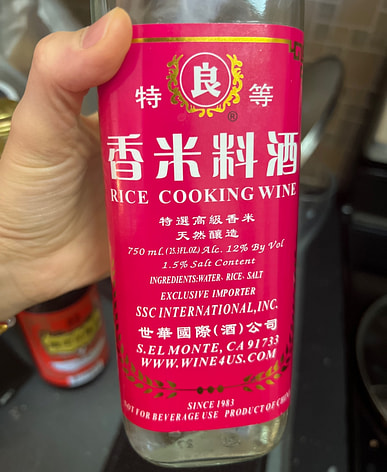 良
特 等
®
香米料酒
RICE COOKING WINE
特選高級香米
天然釀造
750 ml. (25.3 FL.OZ.) Alc. 12% By Vol
1.5% Salt Content
INGREDIENTS:WATER, RICE, SALT
EXCLUSIVE IMPORTER
SSC INTERNATIONAL,INC.
世華國際(酒)公司
S.EL MONTE, CA 91733
WWW.WINE4US.COM
SINCE 1983
NOT FOR BEVERAGE USE PRODUCT OF CHINA